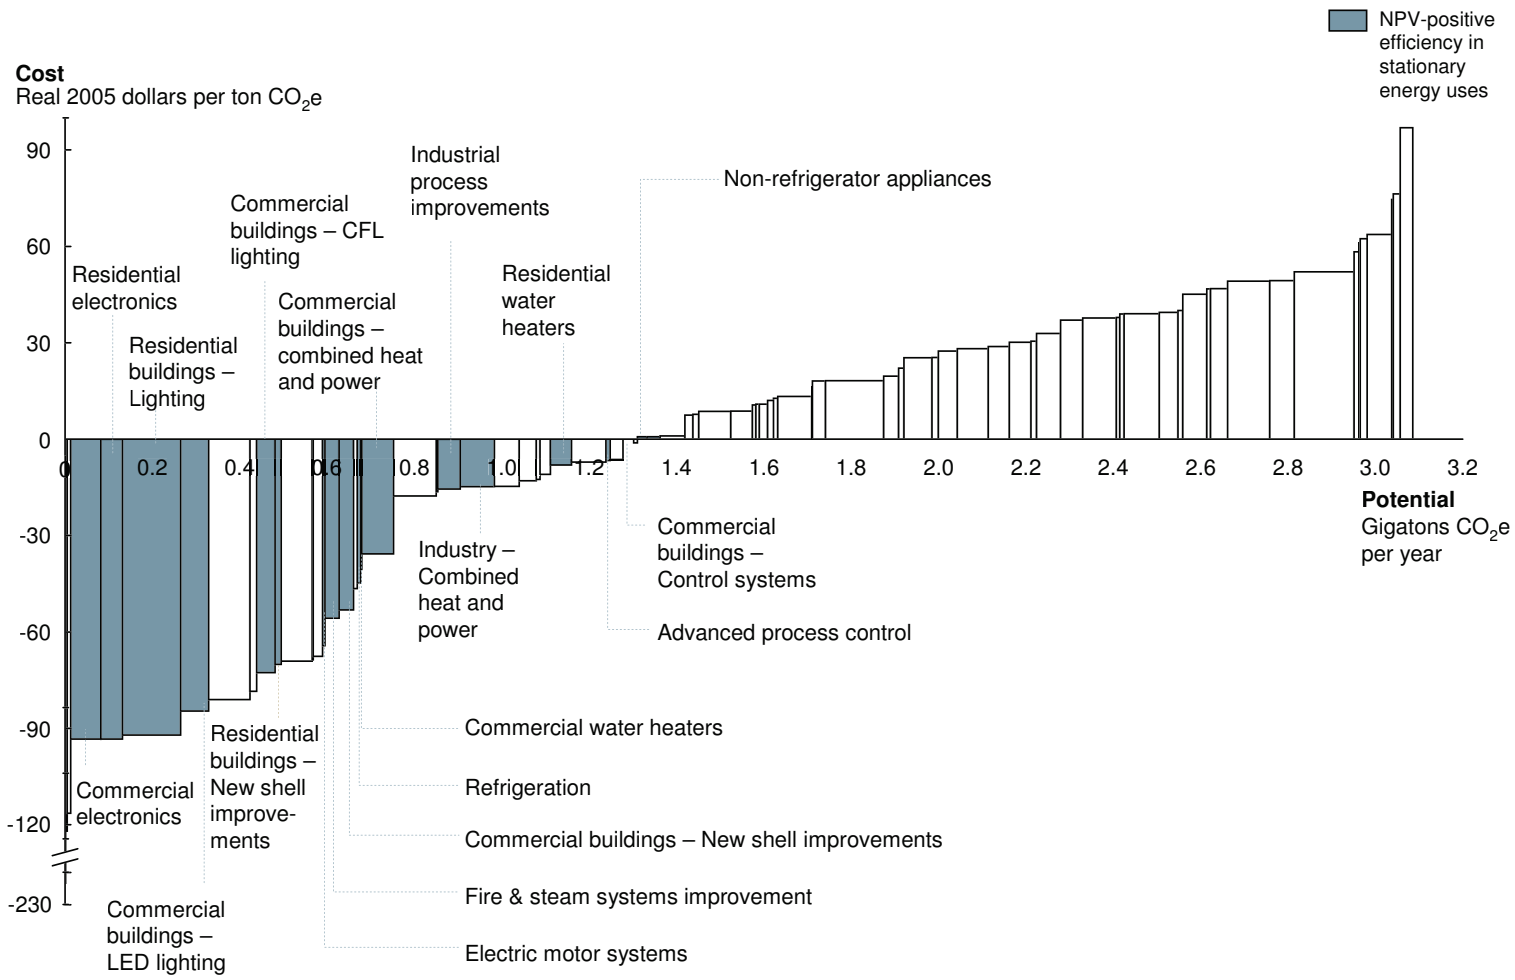 NPV-positive
efficiency in
stationary
energy uses
Cost
Real 2005 dollars per ton CO2e
90
60
30
0
-30
-60
-90
-120
-230
Residential
electronics
Residential
buildings –
Lighting
Commercial
buildings – CFL
lighting
Commercial
buildings –
combined heat
and power
Industrial
process
improvements
Residential
water
heaters
Non-refrigerator appliances
0
0.2
0.4
0.6
0.8
1.0
1.2
1.4
1.6
1.8
2.0
2.2
2.4
2.6
2.8
3.0
3.2
Potential
Gigatons CO2e
per year
Commercial
buildings –
Control systems
Advanced process control
Industry –
Combined
heat and
power
Commercial
electronics
Residential
buildings –
New shell
improve-
ments
Commercial
buildings –
LED lighting
Commercial water heaters
Refrigeration
Commercial buildings – New shell improvements
Fire & steam systems improvement
Electric motor systems